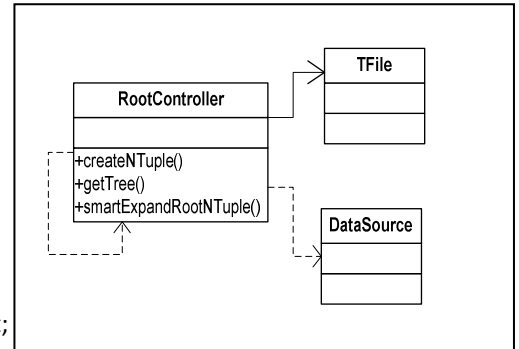 TFile
RootController
+createNTuple()
+getTree()
+smartExpandRootNTuple()
DataSource
;